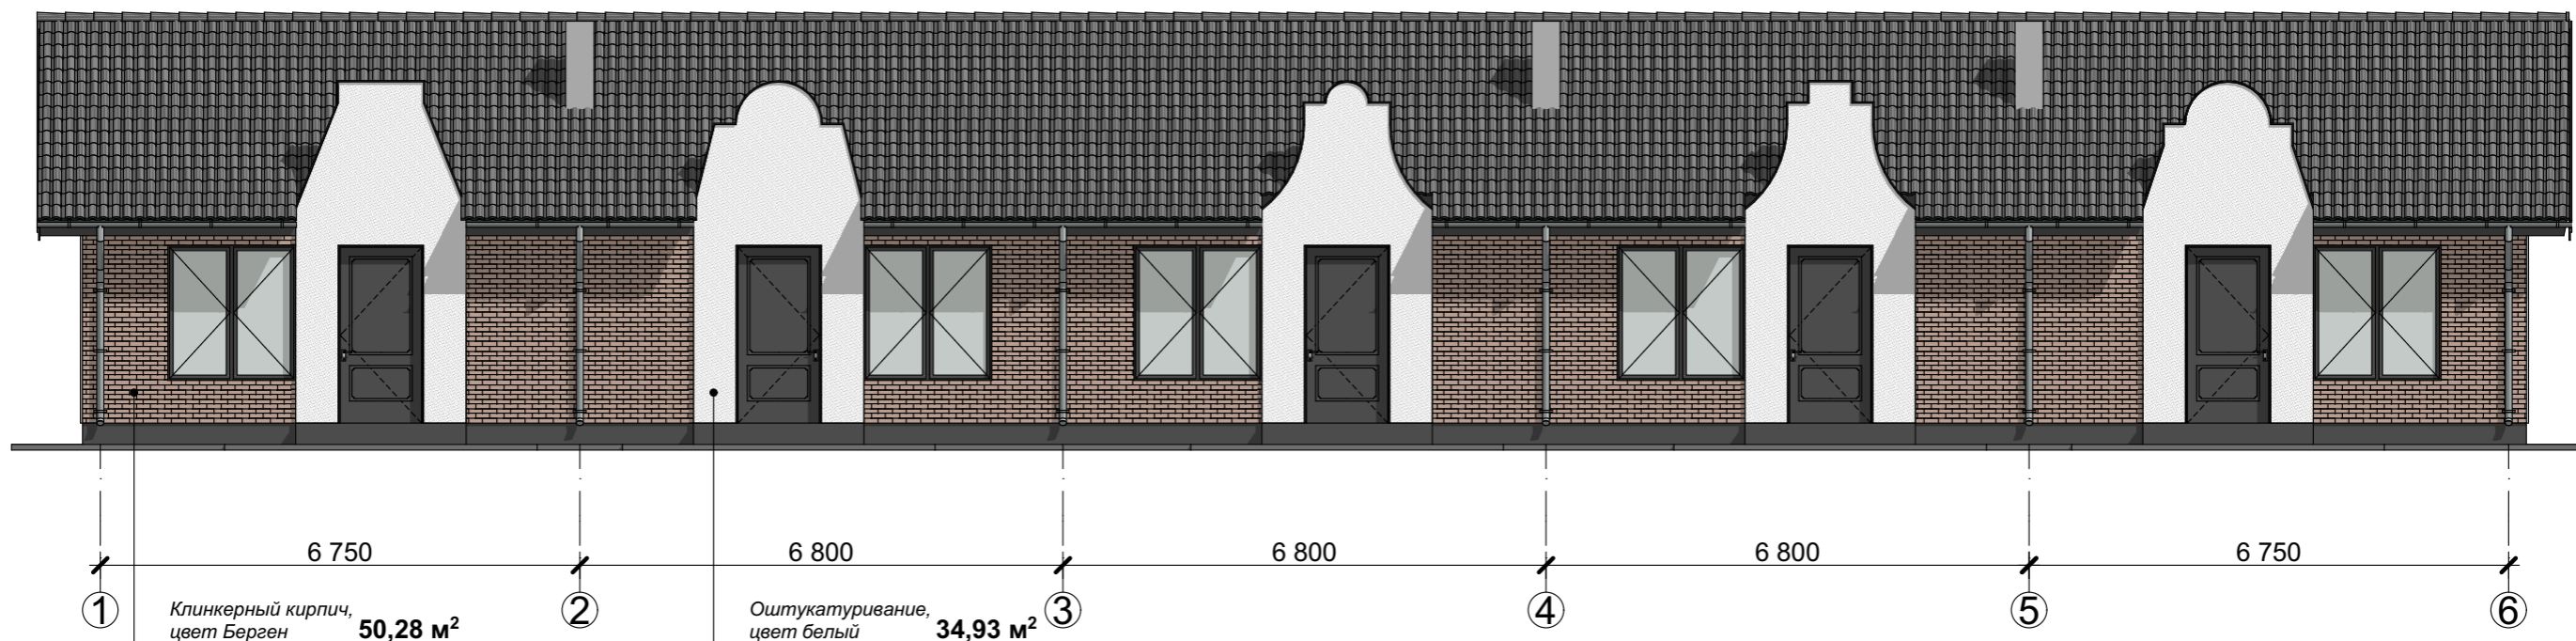 6 750
6 800
6 800
6 800
6 750
1
2
3
4
5
6
Клинкерный кирпич,
цвет Берген 50,28 м²
Оштукатуривание,
цвет белый 34,93 м²